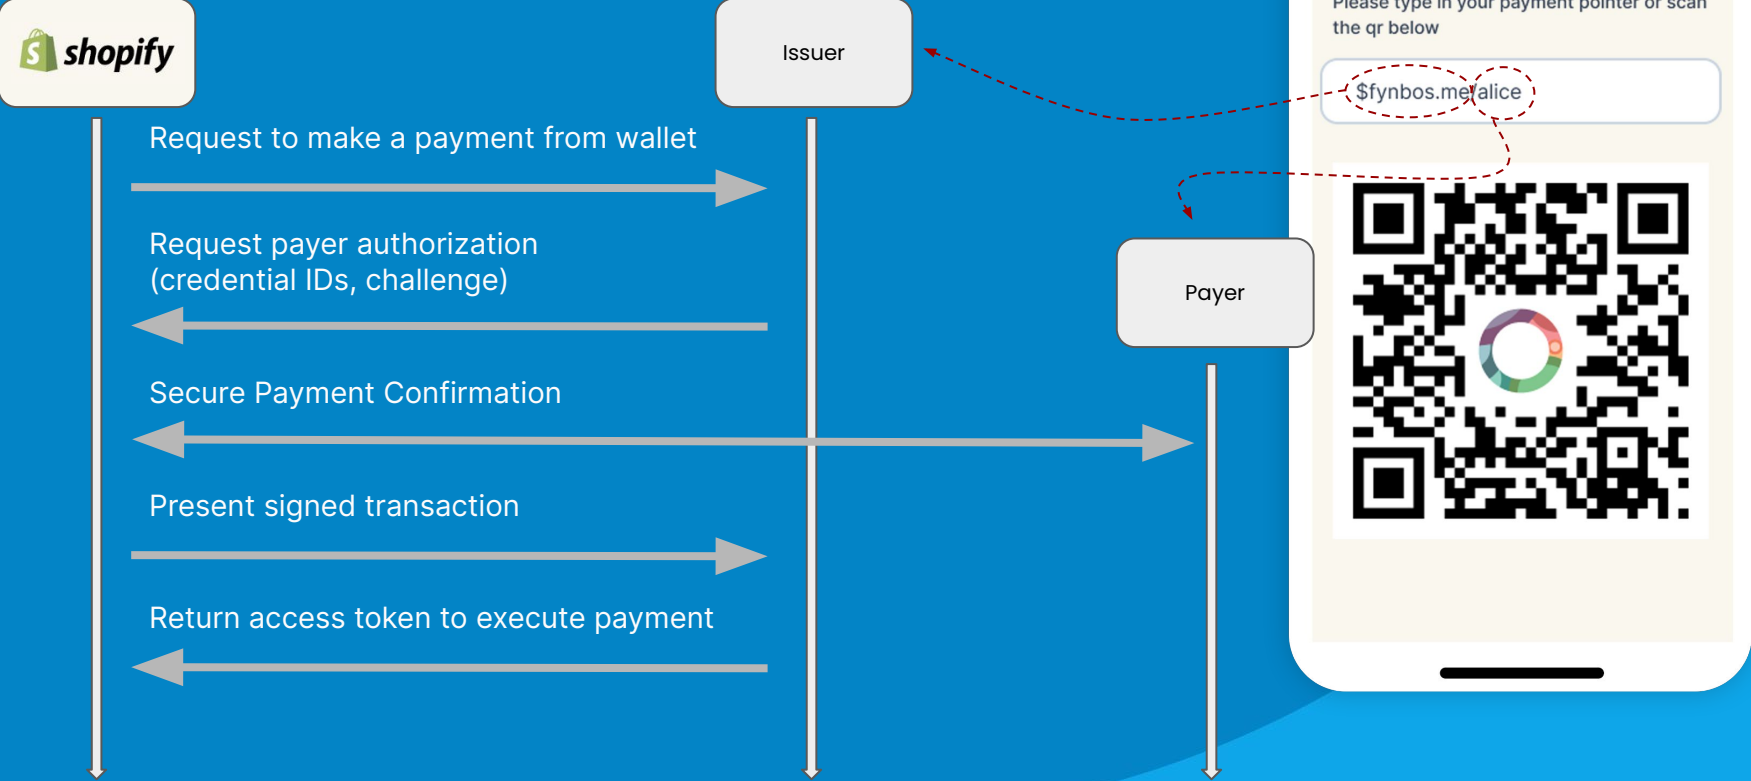 shopify
Issuer
Please type in your payment pointer or scan
the qr below
$fynbos.me/alice
Request to make a payment from wallet
Request payer authorization
(credential IDs, challenge)
Payer
Secure Payment Confirmation
Present signed transaction
Return access token to execute payment